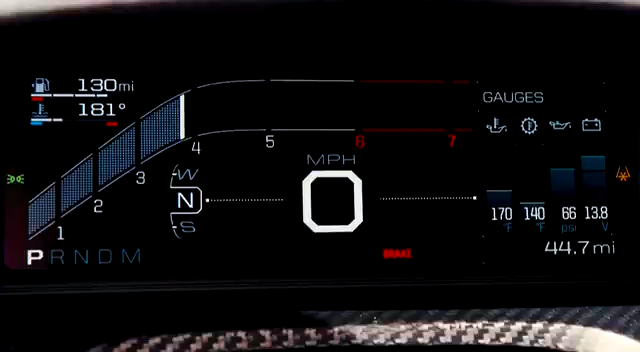 130mi
181°
GAUGES
4 5 6 7
3
2
1
MPH
W
N
S
0
170 °F 140 °F 66 psi 13.8 V
BRAKE
44.7mi
P R N D M